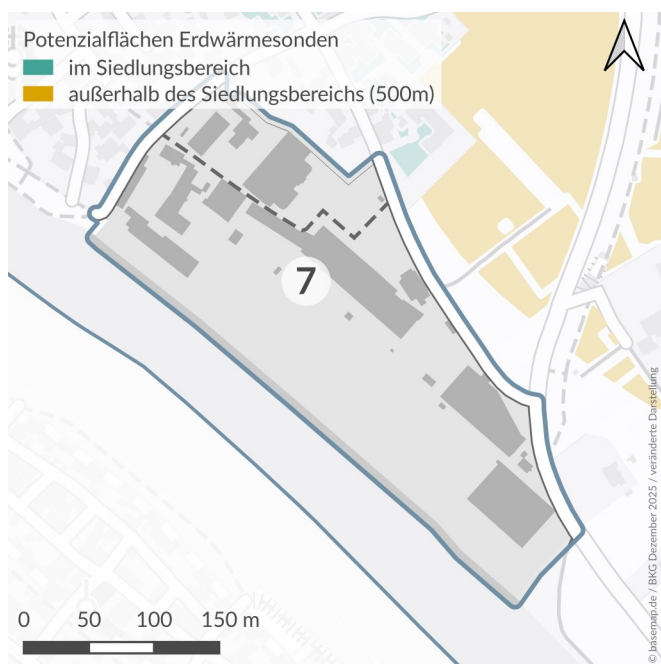 Potenzialflächen Erdwärmesonden
im Siedlungsbereich
außerhalb des Siedlungsbereichs (500m)
7
0 50 100 150 m
© basemap.de / BKG Dezember 2025 / veränderte Darstellung